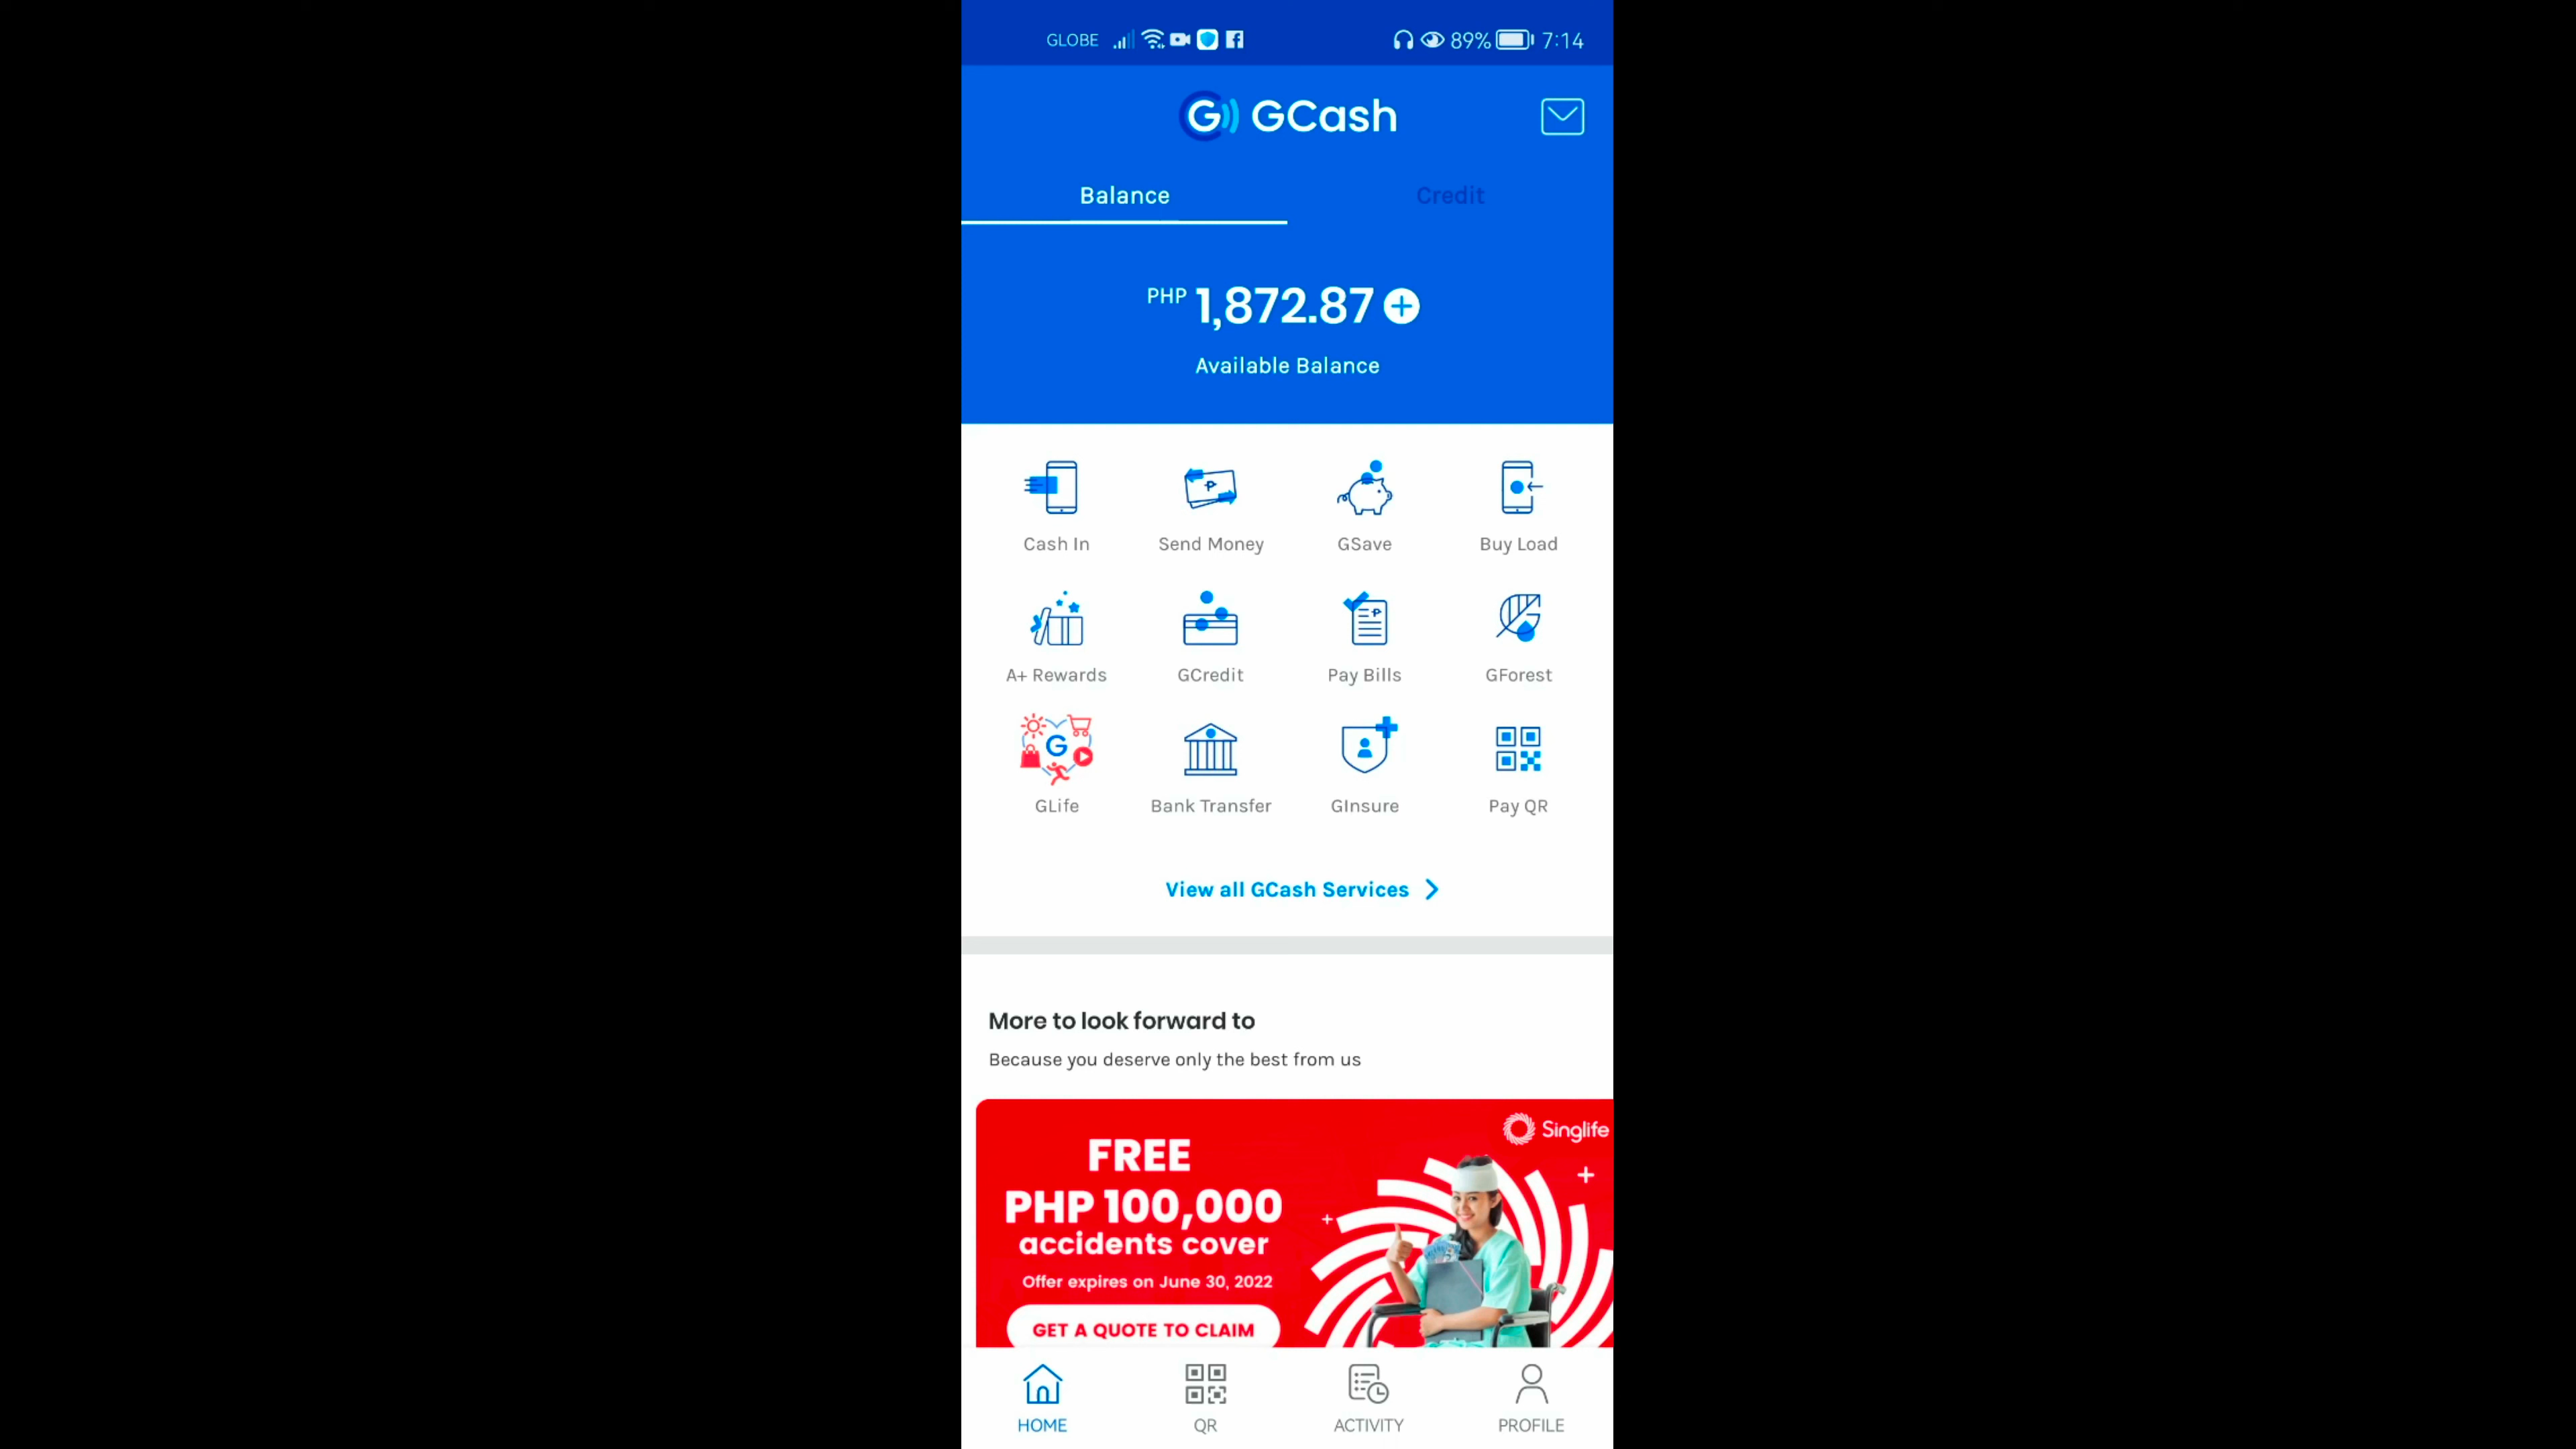 GLOBE 89% 7:14
GCash
Balance Credit
PHP 1,872.87
Available Balance
Cash In Send Money GSave Buy Load
A+ Rewards GCredit Pay Bills GForest
GLife Bank Transfer GInsure Pay QR
View all GCash Services
More to look forward to
Because you deserve only the best from us
Singlife
FREE
PHP 100,000
accidents cover
Offer expires on June 30, 2022
GET A QUOTE TO CLAIM
HOME QR ACTIVITY PROFILE